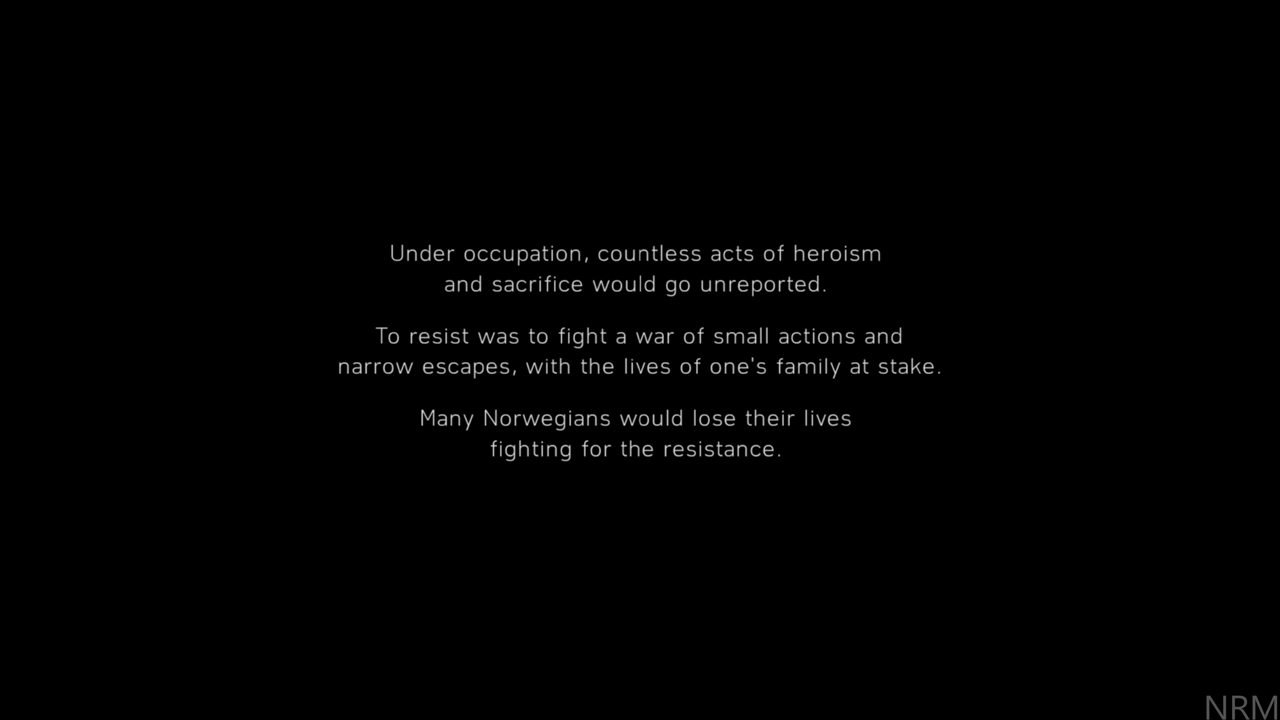 Under occupation, countless acts of heroism
and sacrifice would go unreported.
To resist was to fight a war of small actions and
narrow escapes, with the lives of one's family at stake.
Many Norwegians would lose their lives
fighting for the resistance.
NRM